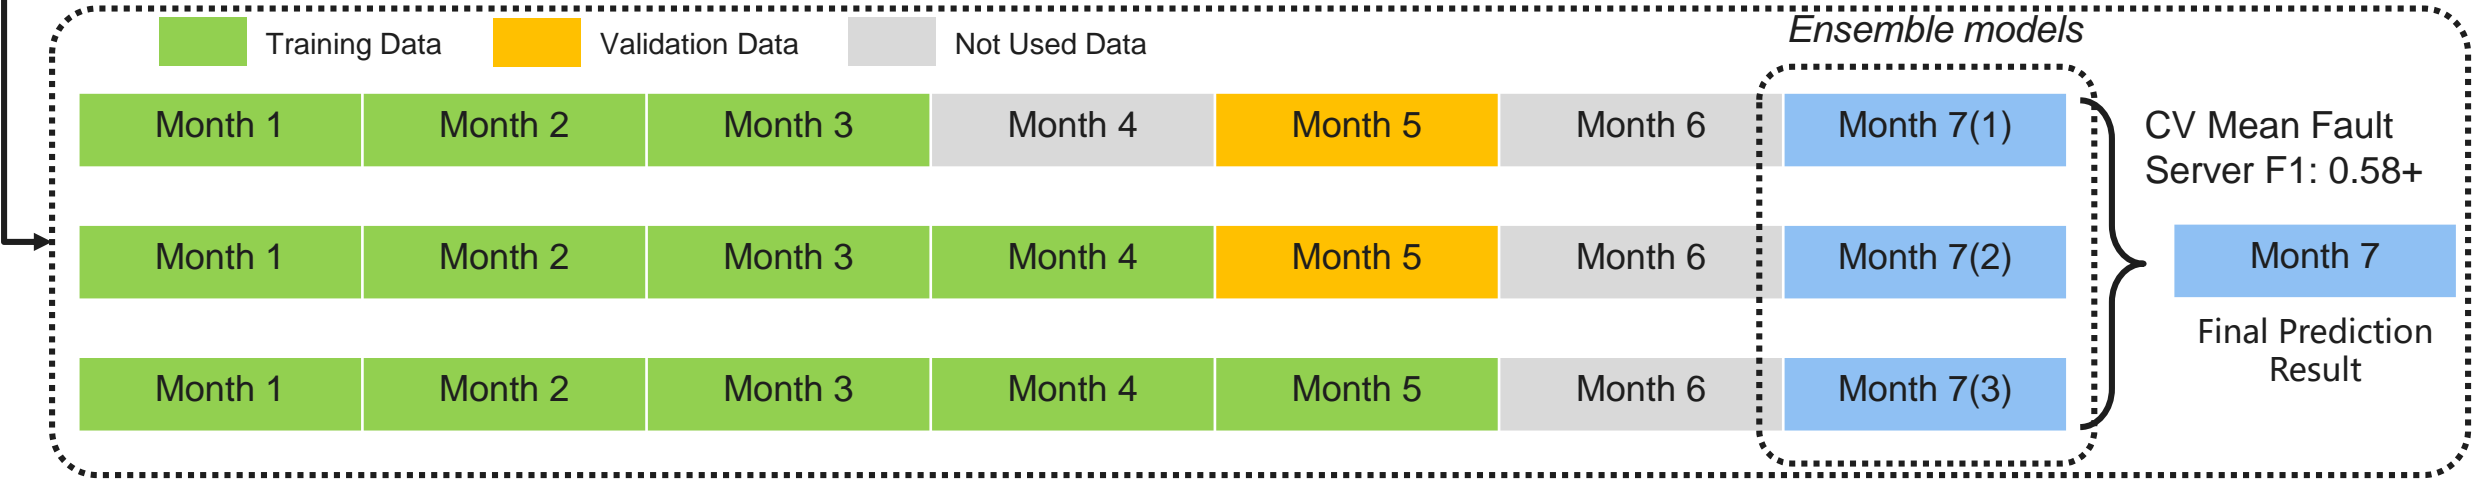 Training Data
Validation Data
Not Used Data
Ensemble models
Month 1
Month 2
Month 3
Month 4
Month 5
Month 6
Month 7(1)
Month 1
Month 2
Month 3
Month 4
Month 5
Month 6
Month 7(2)
Month 1
Month 2
Month 3
Month 4
Month 5
Month 6
Month 7(3)
CV Mean Fault
Server F1: 0.58+
Month 7
Final Prediction
Result